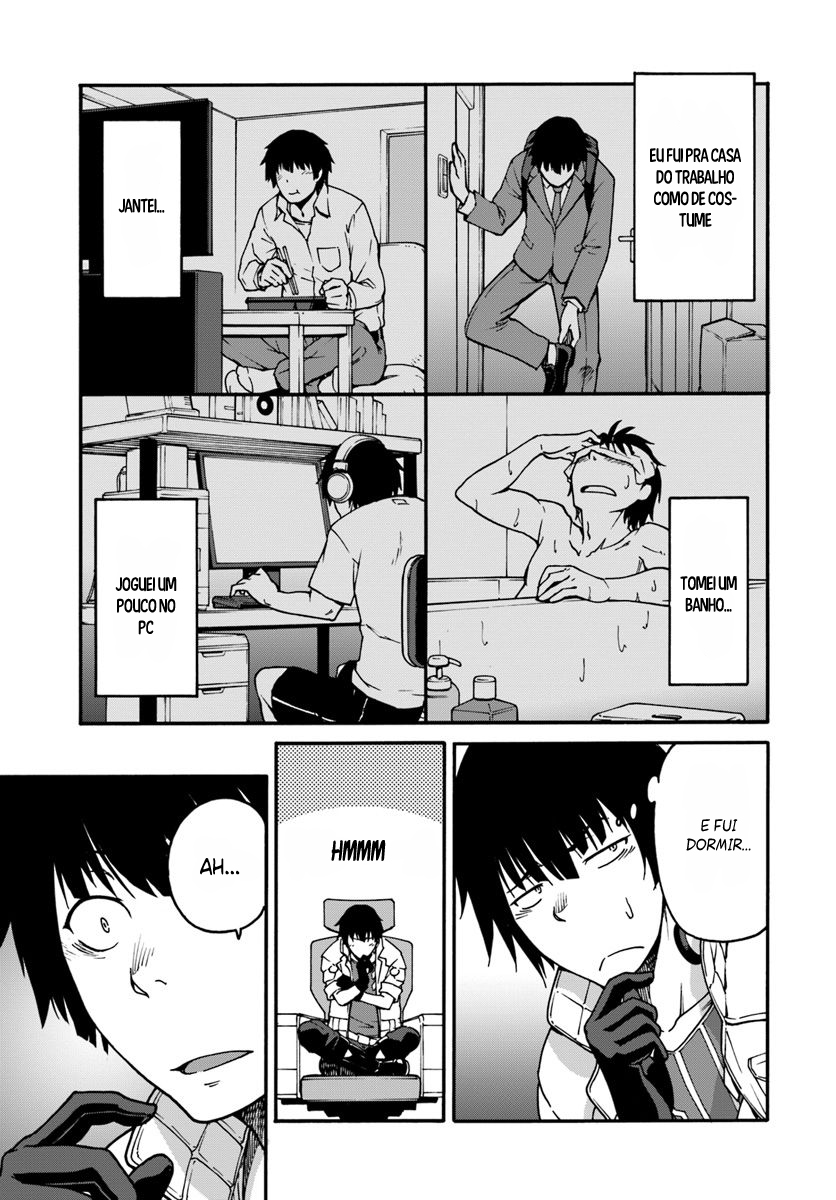 EU FUI PRA CASA
DO TRABALHO
COMO DE COS-
TUME
JANTEI...
TOMEI UM
BANHO...
JOGUEI UM
POUCO NO
PC
E FUI
DORMIR...
HMMM
AH...